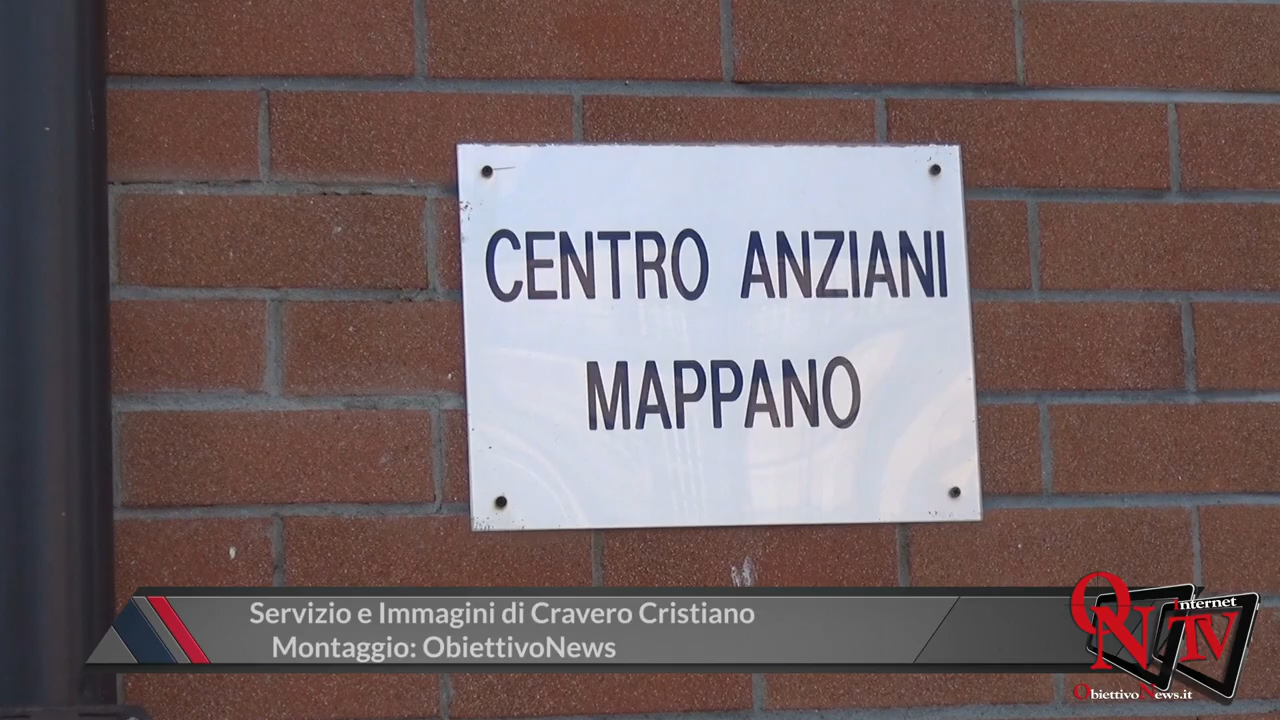 CENTRO ANZIANI
MAPPANO
Servizio e Immagini di Cravero Cristiano
Montaggio: ObiettivoNews
ON Internet TV
ObiettivoNews.it